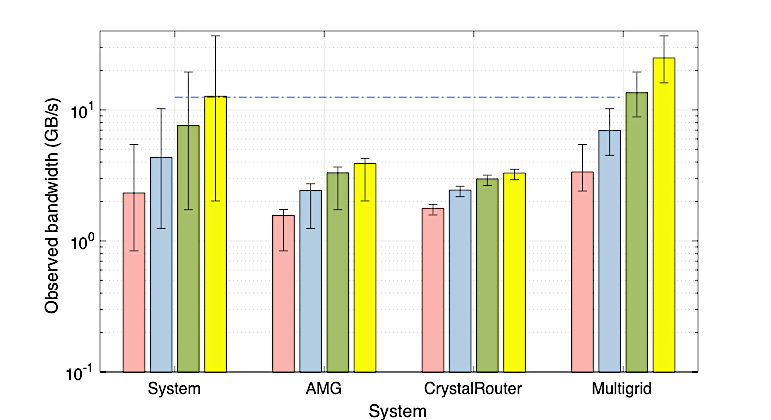 Observed bandwidth (GB/s)
10^1
10^0
10^-1
System
AMG
CrystalRouter
Multigrid
System